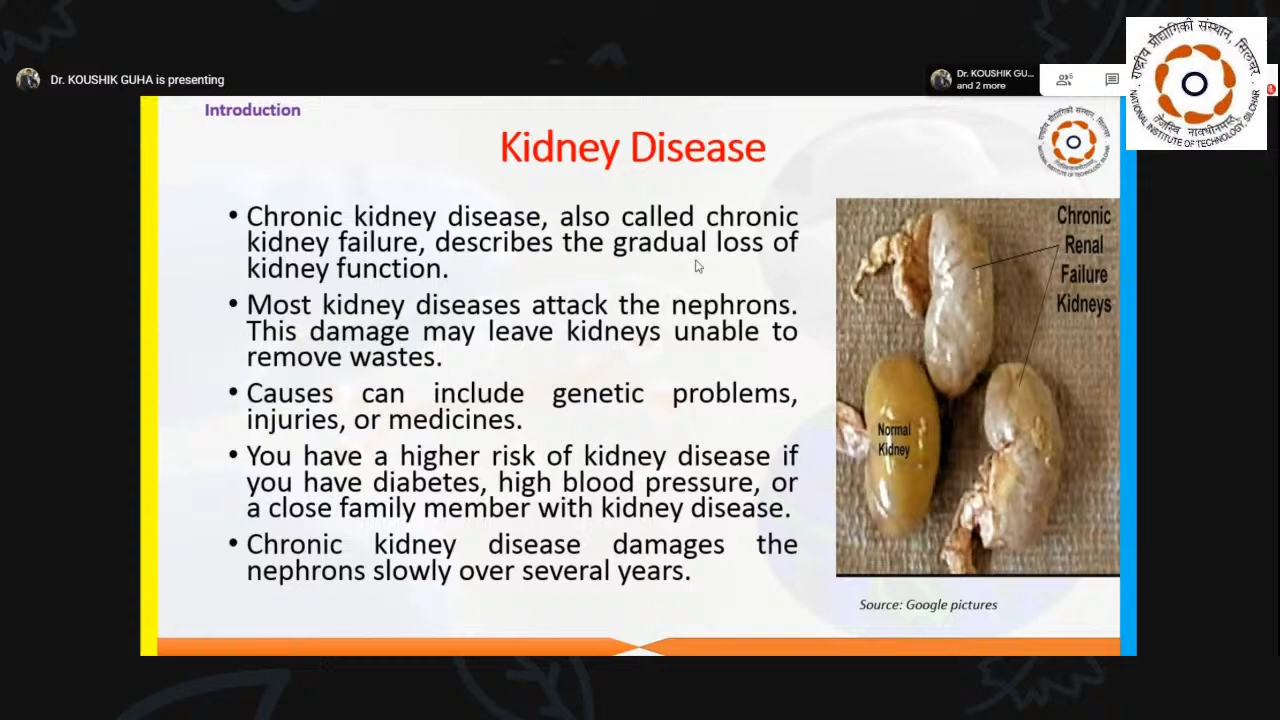 राष्ट्रीय प्रौद्योगिकी संस्थान, सिलचर
NATIONAL INSTITUTE OF TECHNOLOGY, SILCHAR
Dr. KOUSHIK GUHA is presenting
Dr. KOUSHIK GU...
and 2 more
Introduction
Kidney Disease
• Chronic kidney disease, also called chronic
kidney failure, describes the gradual loss of
kidney function.
• Most kidney diseases attack the nephrons.
This damage may leave kidneys unable to
remove wastes.
• Causes can include genetic problems,
injuries, or medicines.
• You have a higher risk of kidney disease if
you have diabetes, high blood pressure, or
a close family member with kidney disease.
• Chronic kidney disease damages the
nephrons slowly over several years.
Chronic
Renal
Failure
Kidneys
Normal
Kidney
Source: Google pictures